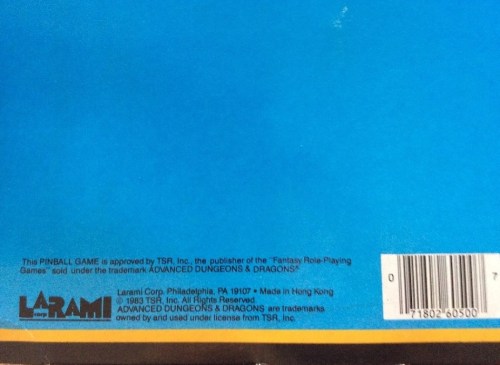 This PINBALL GAME is approved by TSR, Inc., the publisher of the "Fantasy Role-Playing
Games" sold under the trademark ADVANCED DUNGEONS & DRAGONS®
Larami Corp. Philadelphia, PA 19107 • Made in Hong Kong
© 1983 TSR, Inc. All Rights Reserved
ADVANCED DUNGEONS & DRAGONS are trademarks
owned by and used under license from TSR, Inc.
LARAMI
corp
0 71802 60500 7